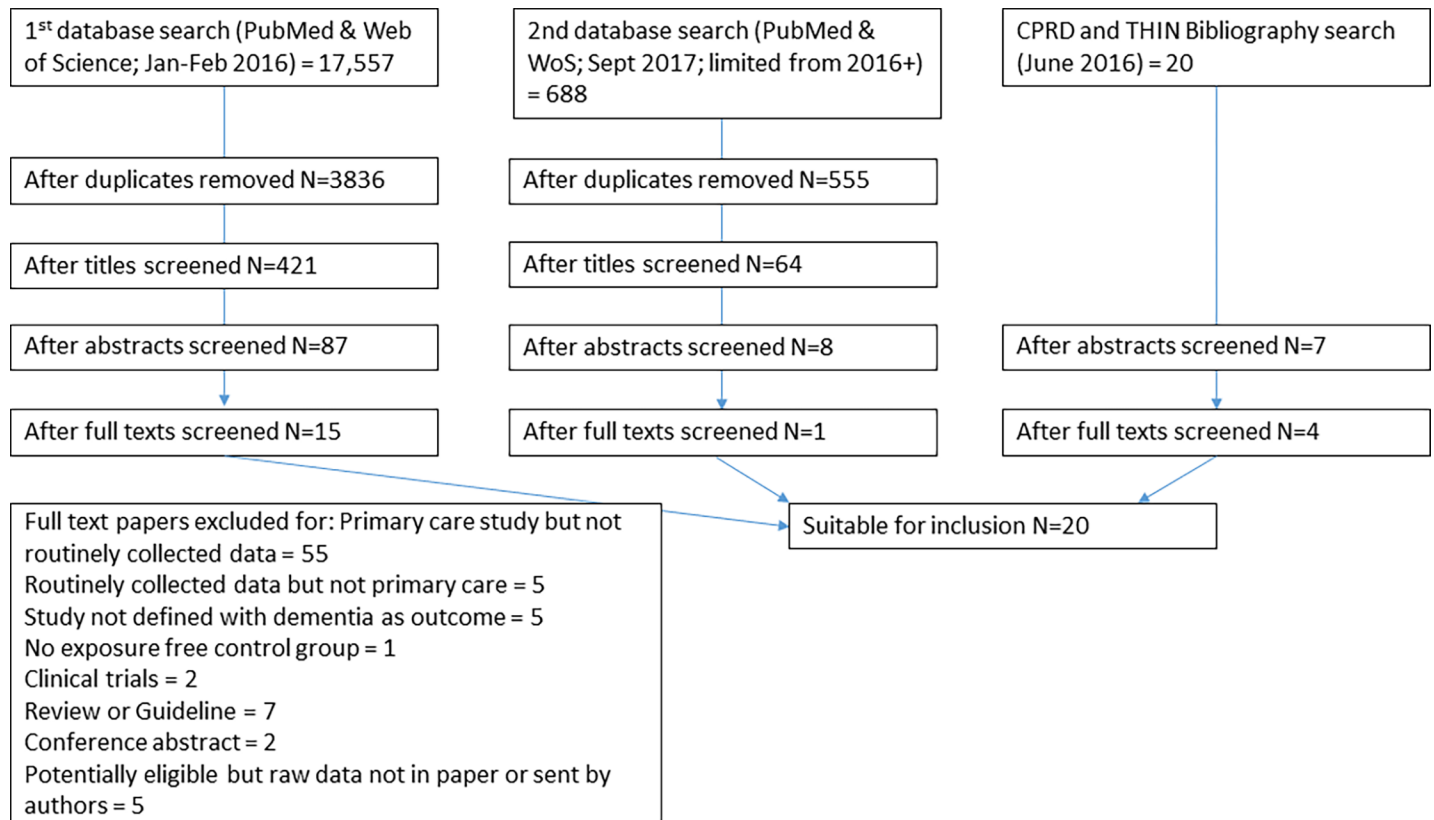 1st database search (PubMed & Web
of Science; Jan-Feb 2016) = 17,557
After duplicates removed N=3836
After titles screened N=421
After abstracts screened N=87
After full texts screened N=15
2nd database search (PubMed &
WoS; Sept 2017; limited from 2016+)
= 688
After duplicates removed N=555
After titles screened N=64
After abstracts screened N=8
After full texts screened N=1
CPRD and THIN Bibliography search
(June 2016) = 20
After abstracts screened N=7
After full texts screened N=4
Full text papers excluded for: Primary care study but not
routinely collected data = 55
Routinely collected data but not primary care = 5
Study not defined with dementia as outcome = 5
No exposure free control group = 1
Clinical trials = 2
Review or Guideline = 7
Conference abstract = 2
Potentially eligible but raw data not in paper or sent by
authors = 5
Suitable for inclusion N=20